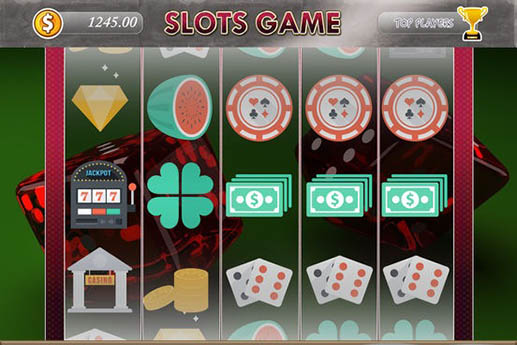 1245.00
SLOTS GAME
TOP PLAYERS
JACKPOT
777
CASINO